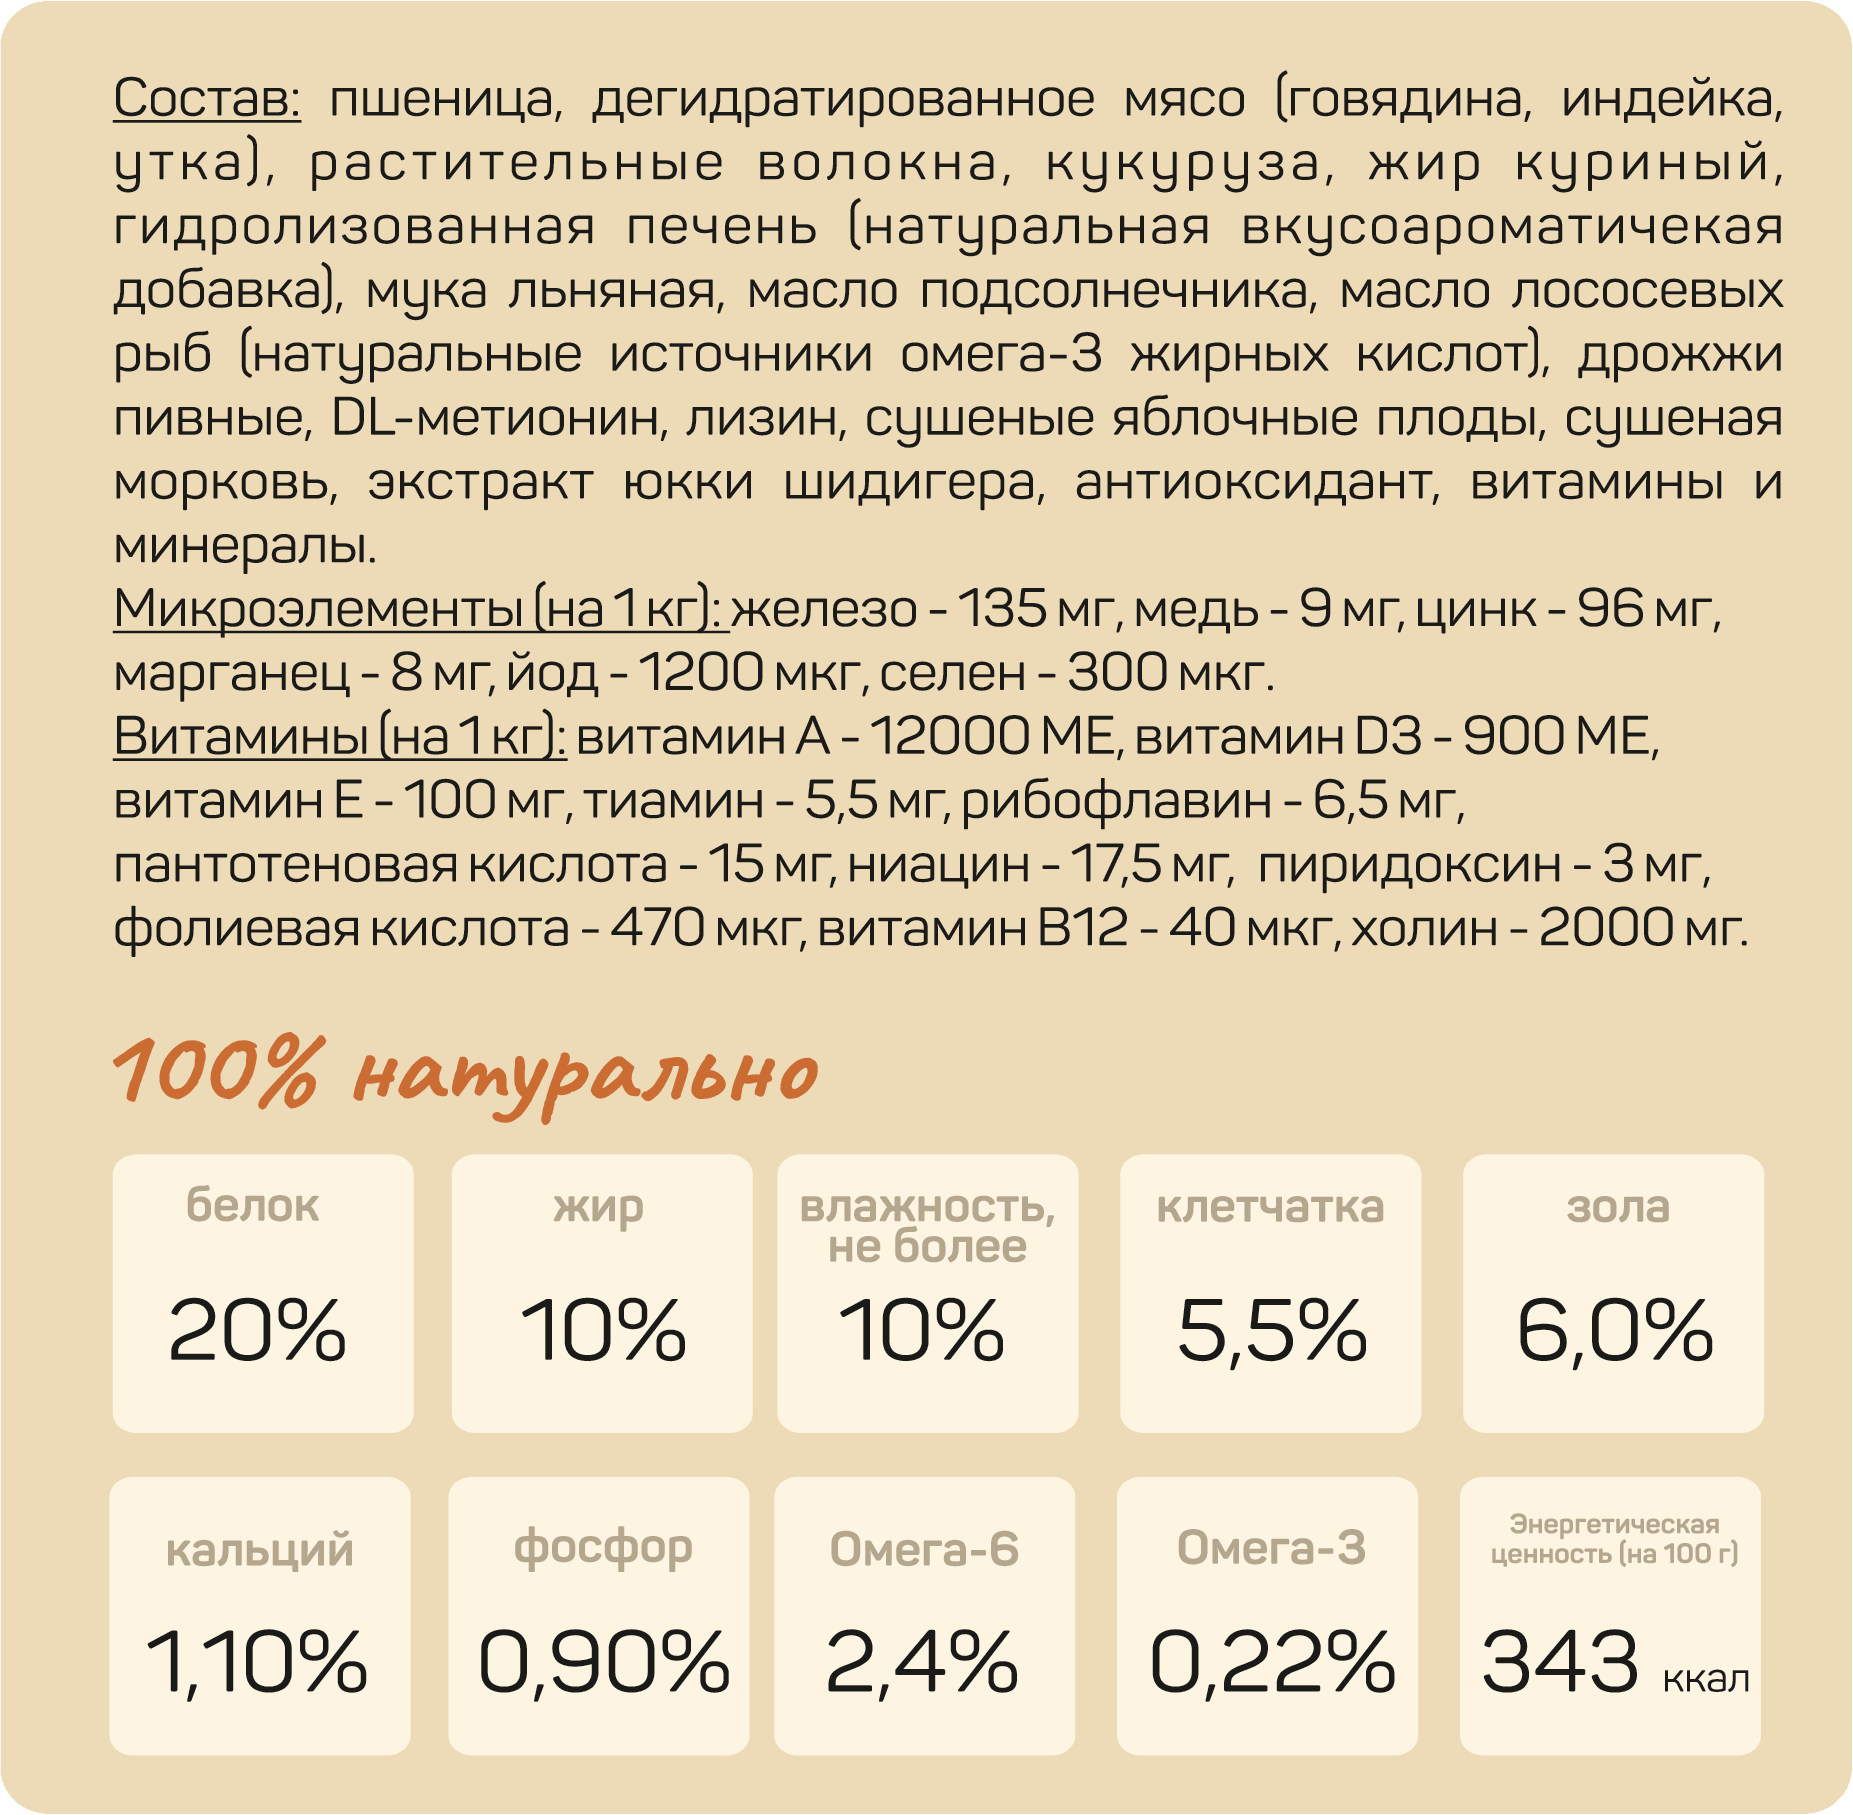 Состав: пшеница, дегидратированное мясо (говядина, индейка,
утка), растительные волокна, кукуруза, жир куриный,
гидролизованная печень (натуральная вкусоароматичекая
добавка), мука льняная, масло подсолнечника, масло лососевых
рыб (натуральные источники омега-3 жирных кислот), дрожжи
пивные, DL-метионин, лизин, сушеные яблочные плоды, сушеная
морковь, экстракт юкки шидигера, антиоксидант, витамины и
минералы.
Микроэлементы (на 1 кг): железо - 135 мг, медь - 9 мг, цинк - 96 мг,
марганец - 8 мг, йод - 1200 мкг, селен - 300 мкг.
Витамины (на 1 кг): витамин А - 12000 МЕ, витамин D3 - 900 МЕ,
витамин Е - 100 мг, тиамин - 5,5 мг, рибофлавин - 6,5 мг,
пантотеновая кислота - 15 мг, ниацин - 17,5 мг, пиридоксин - 3 мг,
фолиевая кислота - 470 мкг, витамин В12 - 40 мкг, холин - 2000 мг.
100% натурально
белок
20%
жир
10%
влажность,
не более
10%
клетчатка
5,5%
зола
6,0%
кальций
1,10%
фосфор
0,90%
Омега-6
2,4%
Омега-3
0,22%
Энергетическая
ценность (на 100 г)
343 ккал